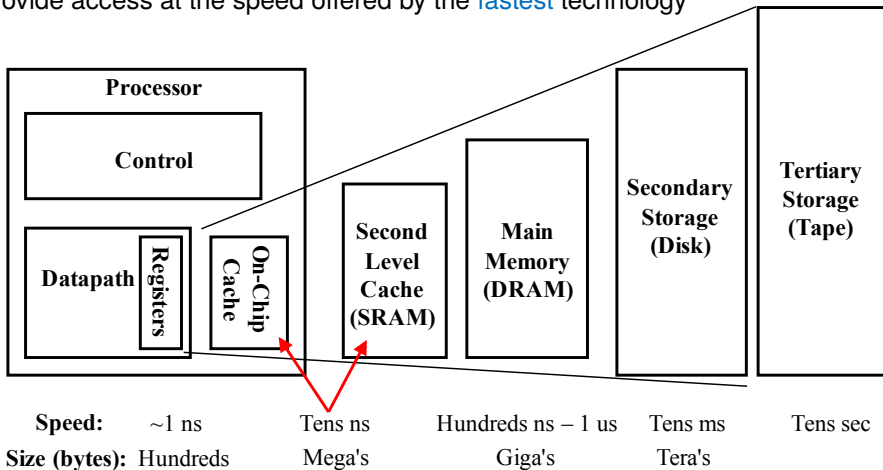 ovide access at the speed offered by the fastest technology
Processor
Control
Datapath
Registers
On-Chip
Cache
Second
Level
Cache
(SRAM)
Main
Memory
(DRAM)
Secondary
Storage
(Disk)
Tertiary
Storage
(Tape)
Speed: ~1 ns Tens ns Hundreds ns – 1 us Tens ms Tens sec
Size (bytes): Hundreds Mega's Giga's Tera's